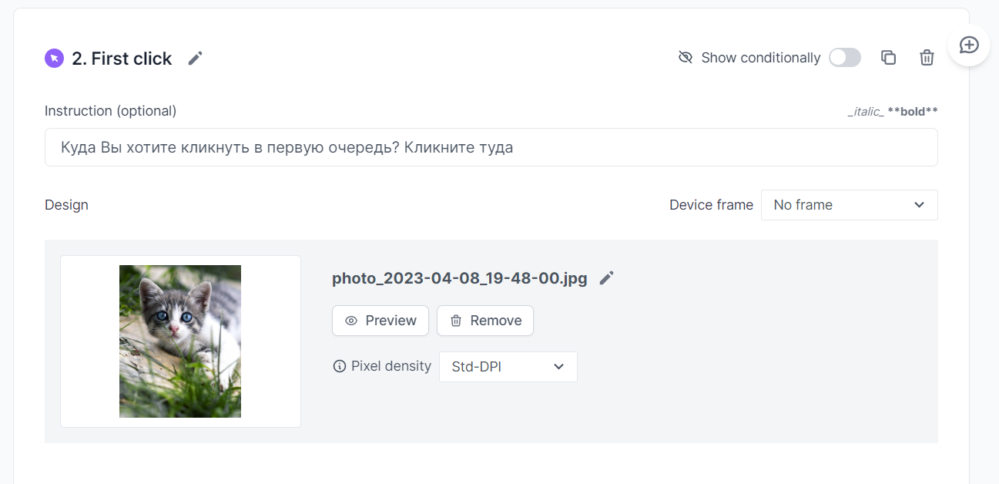 2. First click
Show conditionally
Instruction (optional)
_italic_ **bold**
Куда Вы хотите кликнуть в первую очередь? Кликните туда
Design
Device frame
No frame
photo_2023-04-08_19-48-00.jpg
Preview
Remove
Pixel density
Std-DPI